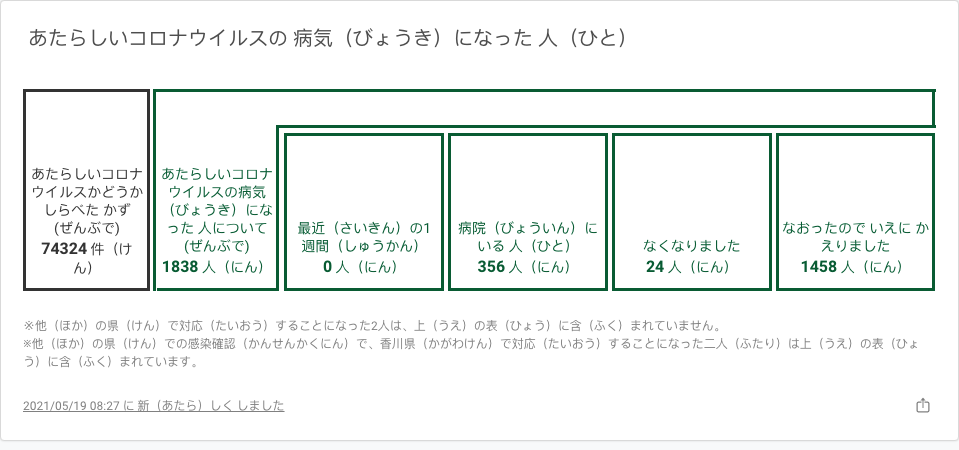 あたらしいコロナウイルスの 病気（びょうき）になった 人（ひと）
あたらしいコロナ
ウイルスかどうか
しらべた かず
(ぜんぶで)
74324 件（け
ん）
あたらしいコロナ
ウイルスの病気
（びょうき）にな
った 人について
(ぜんぶで)
1838 人（にん）
最近（さいきん）の1
週間（しゅうかん）
0 人（にん）
病院（びょういん）に
いる 人（ひと）
356 人（にん）
なくなりました
24 人（にん）
なおったので いえに か
えりました
1458 人（にん）
※他（ほか）の県（けん）で対応（たいおう）することになった2人は、上（うえ）の表（ひょう）に含（ふく）まれていません。
※他（ほか）の県（けん）での感染確認（かんせんかくにん）で、香川県（かがわけん）で対応（たいおう）することになった二人（ふたり）は上（うえ）の表（ひょ
う）に含（ふく）まれています。
2021/05/19 08:27 に 新（あたら）しく しました